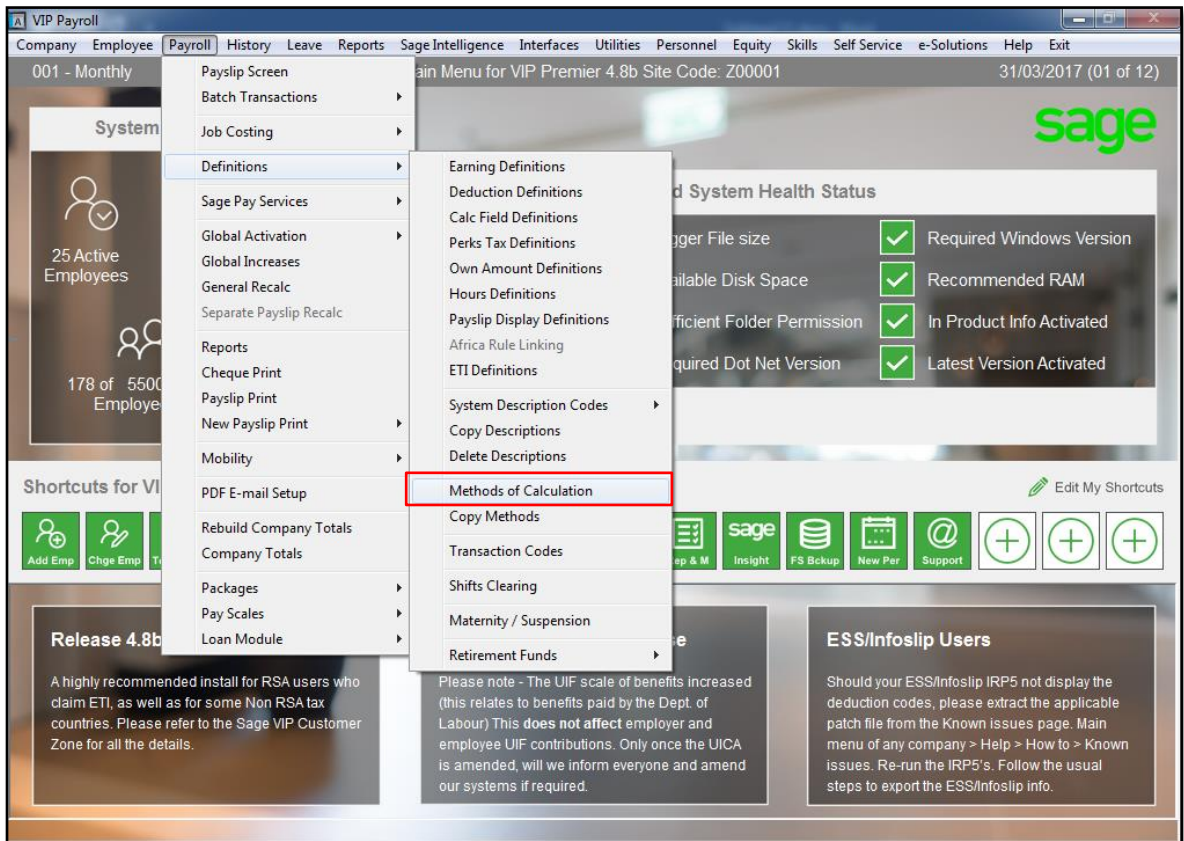 VIP Payroll
Company Employee Payroll History Leave Reports Sage Intelligence Interfaces Utilities Personnel Equity Skills Self Service e-Solutions Help Exit
001 - Monthly
ain Menu for VIP Premier 4.8b Site Code: Z00001
31/03/2017 (01 of 12)
sage
System
25 Active
Employees
178 of 5500
Employe
Payslip Screen
Batch Transactions
Job Costing
Definitions
Sage Pay Services
Global Activation
Global Increases
General Recalc
Separate Payslip Recalc
Reports
Cheque Print
Payslip Print
New Payslip Print
Mobility
PDF E-mail Setup
Rebuild Company Totals
Company Totals
Packages
Pay Scales
Loan Module
Earning Definitions
Deduction Definitions
Calc Field Definitions
Perks Tax Definitions
Own Amount Definitions
Hours Definitions
Payslip Display Definitions
Africa Rule Linking
ETI Definitions
System Description Codes
Copy Descriptions
Delete Descriptions
Methods of Calculation
Copy Methods
Transaction Codes
Shifts Clearing
Maternity / Suspension
Retirement Funds
d System Health Status
gger File size
Required Windows Version
ailable Disk Space
Recommended RAM
fficient Folder Permission
In Product Info Activated
quired Dot Net Version
Latest Version Activated
Shortcuts for VI
Edit My Shortcuts
Add Emp
Chge Emp
ep & M
sage
Insight
FS Bckup
New Per
Support
Release 4.8b
A highly recommended install for RSA users who
claim ETI, as well as for some Non RSA tax
countries. Please refer to the Sage VIP Customer
Zone for all the details.
e
Please note - The UIF scale of benefits increased
(this relates to benefits paid by the Dept. of
Labour) This does not affect employer and
employee UIF contributions. Only once the UICA
is amended, will we inform everyone and amend
our systems if required.
ESS/Infoslip Users
Should your ESS/Infoslip IRP5 not display the
deduction codes, please extract the applicable
patch file from the Known issues page. Main
menu of any company > Help > How to > Known
issues. Re-run the IRP5's. Follow the usual
steps to export the ESS/Infoslip info.